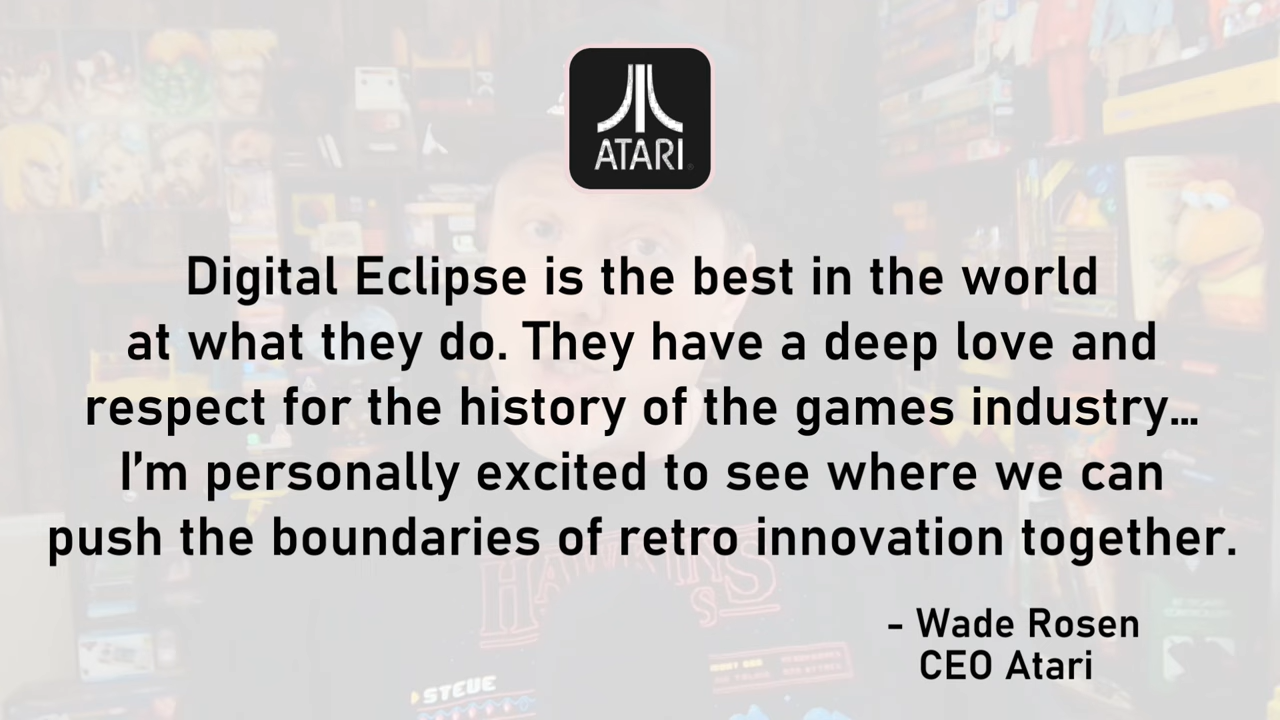 ATARI
Digital Eclipse is the best in the world
at what they do. They have a deep love and
respect for the history of the games industry...
I'm personally excited to see where we can
push the boundaries of retro innovation together.
HAWKINS
- Wade Rosen
CEO Atari
STEVE